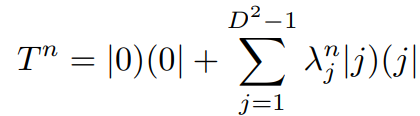 T^n = |0)(0| + \sum_{j=1}^{D^2-1} \lambda_j^n |j)(j|